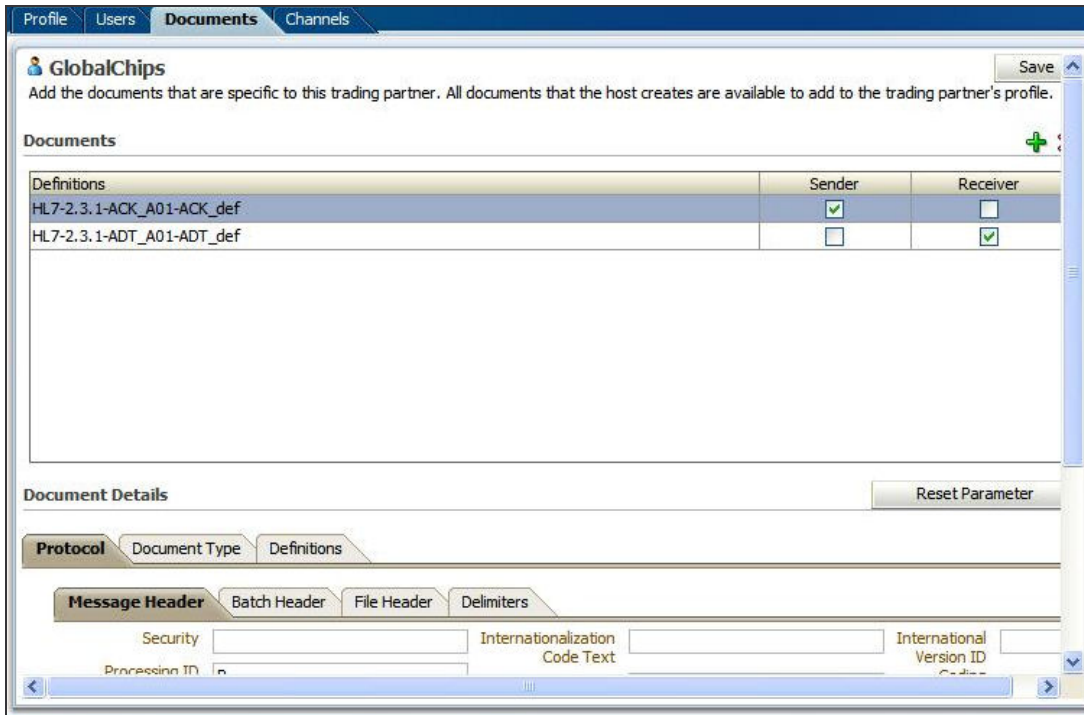 Profile Users Documents Channels
GlobalChips Save
Add the documents that are specific to this trading partner. All documents that the host creates are available to add to the trading partner's profile.
Documents
Definitions Sender Receiver
HL7-2.3.1-ACK_A01-ACK_def
HL7-2.3.1-ADT_A01-ADT_def
Document Details Reset Parameter
Protocol Document Type Definitions
Message Header Batch Header File Header Delimiters
Security Internationalization International
Code Text Version ID
Processing ID Coding